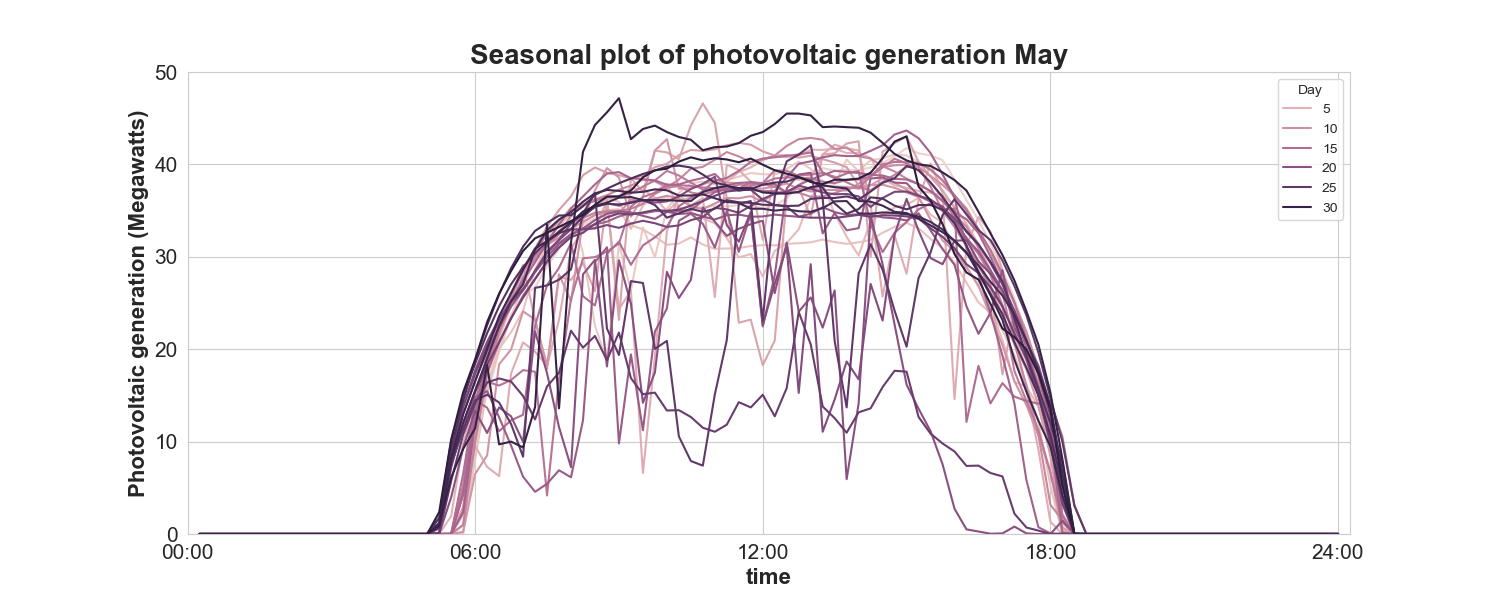 Seasonal plot of photovoltaic generation May
Photovoltaic generation (Megawatts)
50
40
30
20
10
0
00:00 06:00 12:00 18:00 24:00
time
Day
5
10
15
20
25
30